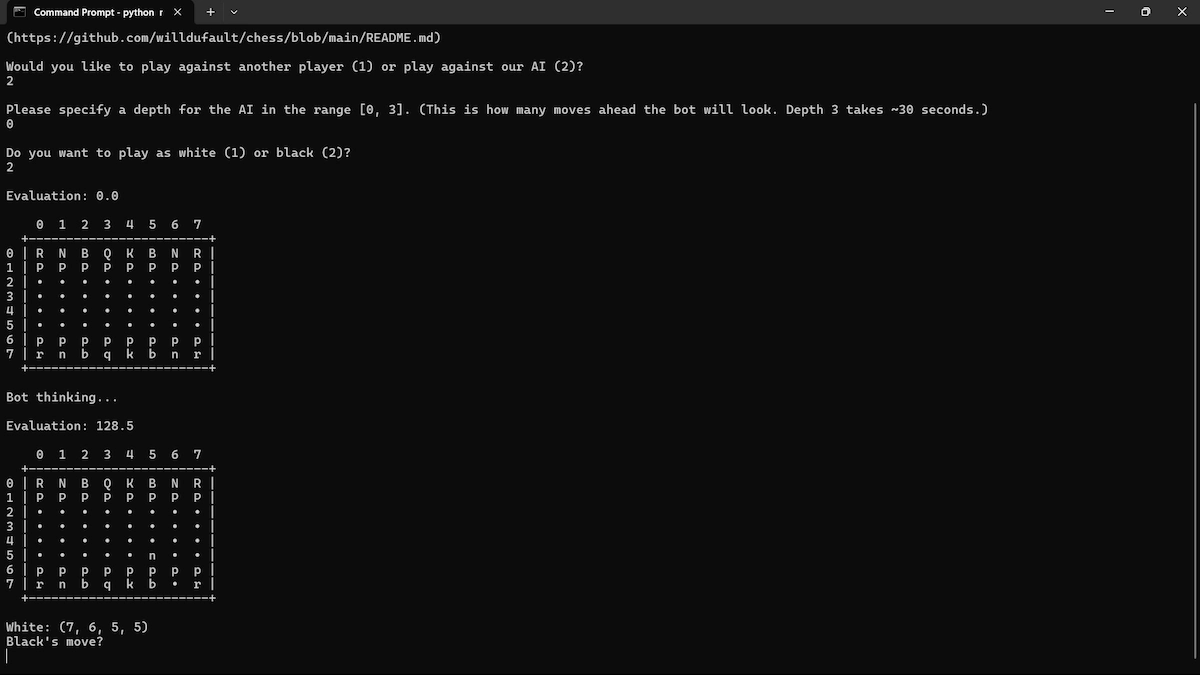 Command Prompt - python r
(https://github.com/willdufault/chess/blob/main/README.md)
Would you like to play against another player (1) or play against our AI (2)?
2
Please specify a depth for the AI in the range [0, 3]. (This is how many moves ahead the bot will look. Depth 3 takes ~30 seconds.)
0
Do you want to play as white (1) or black (2)?
2
Evaluation: 0.0
    0  1  2  3  4  5  6  7
  +-------------------------+
0 | R  N  B  Q  K  B  N  R |
1 | P  P  P  P  P  P  P  P |
2 | •  •  •  •  •  •  •  • |
3 | •  •  •  •  •  •  •  • |
4 | •  •  •  •  •  •  •  • |
5 | •  •  •  •  •  •  •  • |
6 | p  p  p  p  p  p  p  p |
7 | r  n  b  q  k  b  n  r |
  +-------------------------+
Bot thinking...
Evaluation: 128.5
    0  1  2  3  4  5  6  7
  +-------------------------+
0 | R  N  B  Q  K  B  N  R |
1 | P  P  P  P  P  P  P  P |
2 | •  •  •  •  •  •  •  • |
3 | •  •  •  •  •  •  •  • |
4 | •  •  •  •  •  •  •  • |
5 | •  •  •  •  •  n  •  • |
6 | p  p  p  p  p  p  p  p |
7 | r  n  b  q  k  b  •  r |
  +-------------------------+
White: (7, 6, 5, 5)
Black's move?